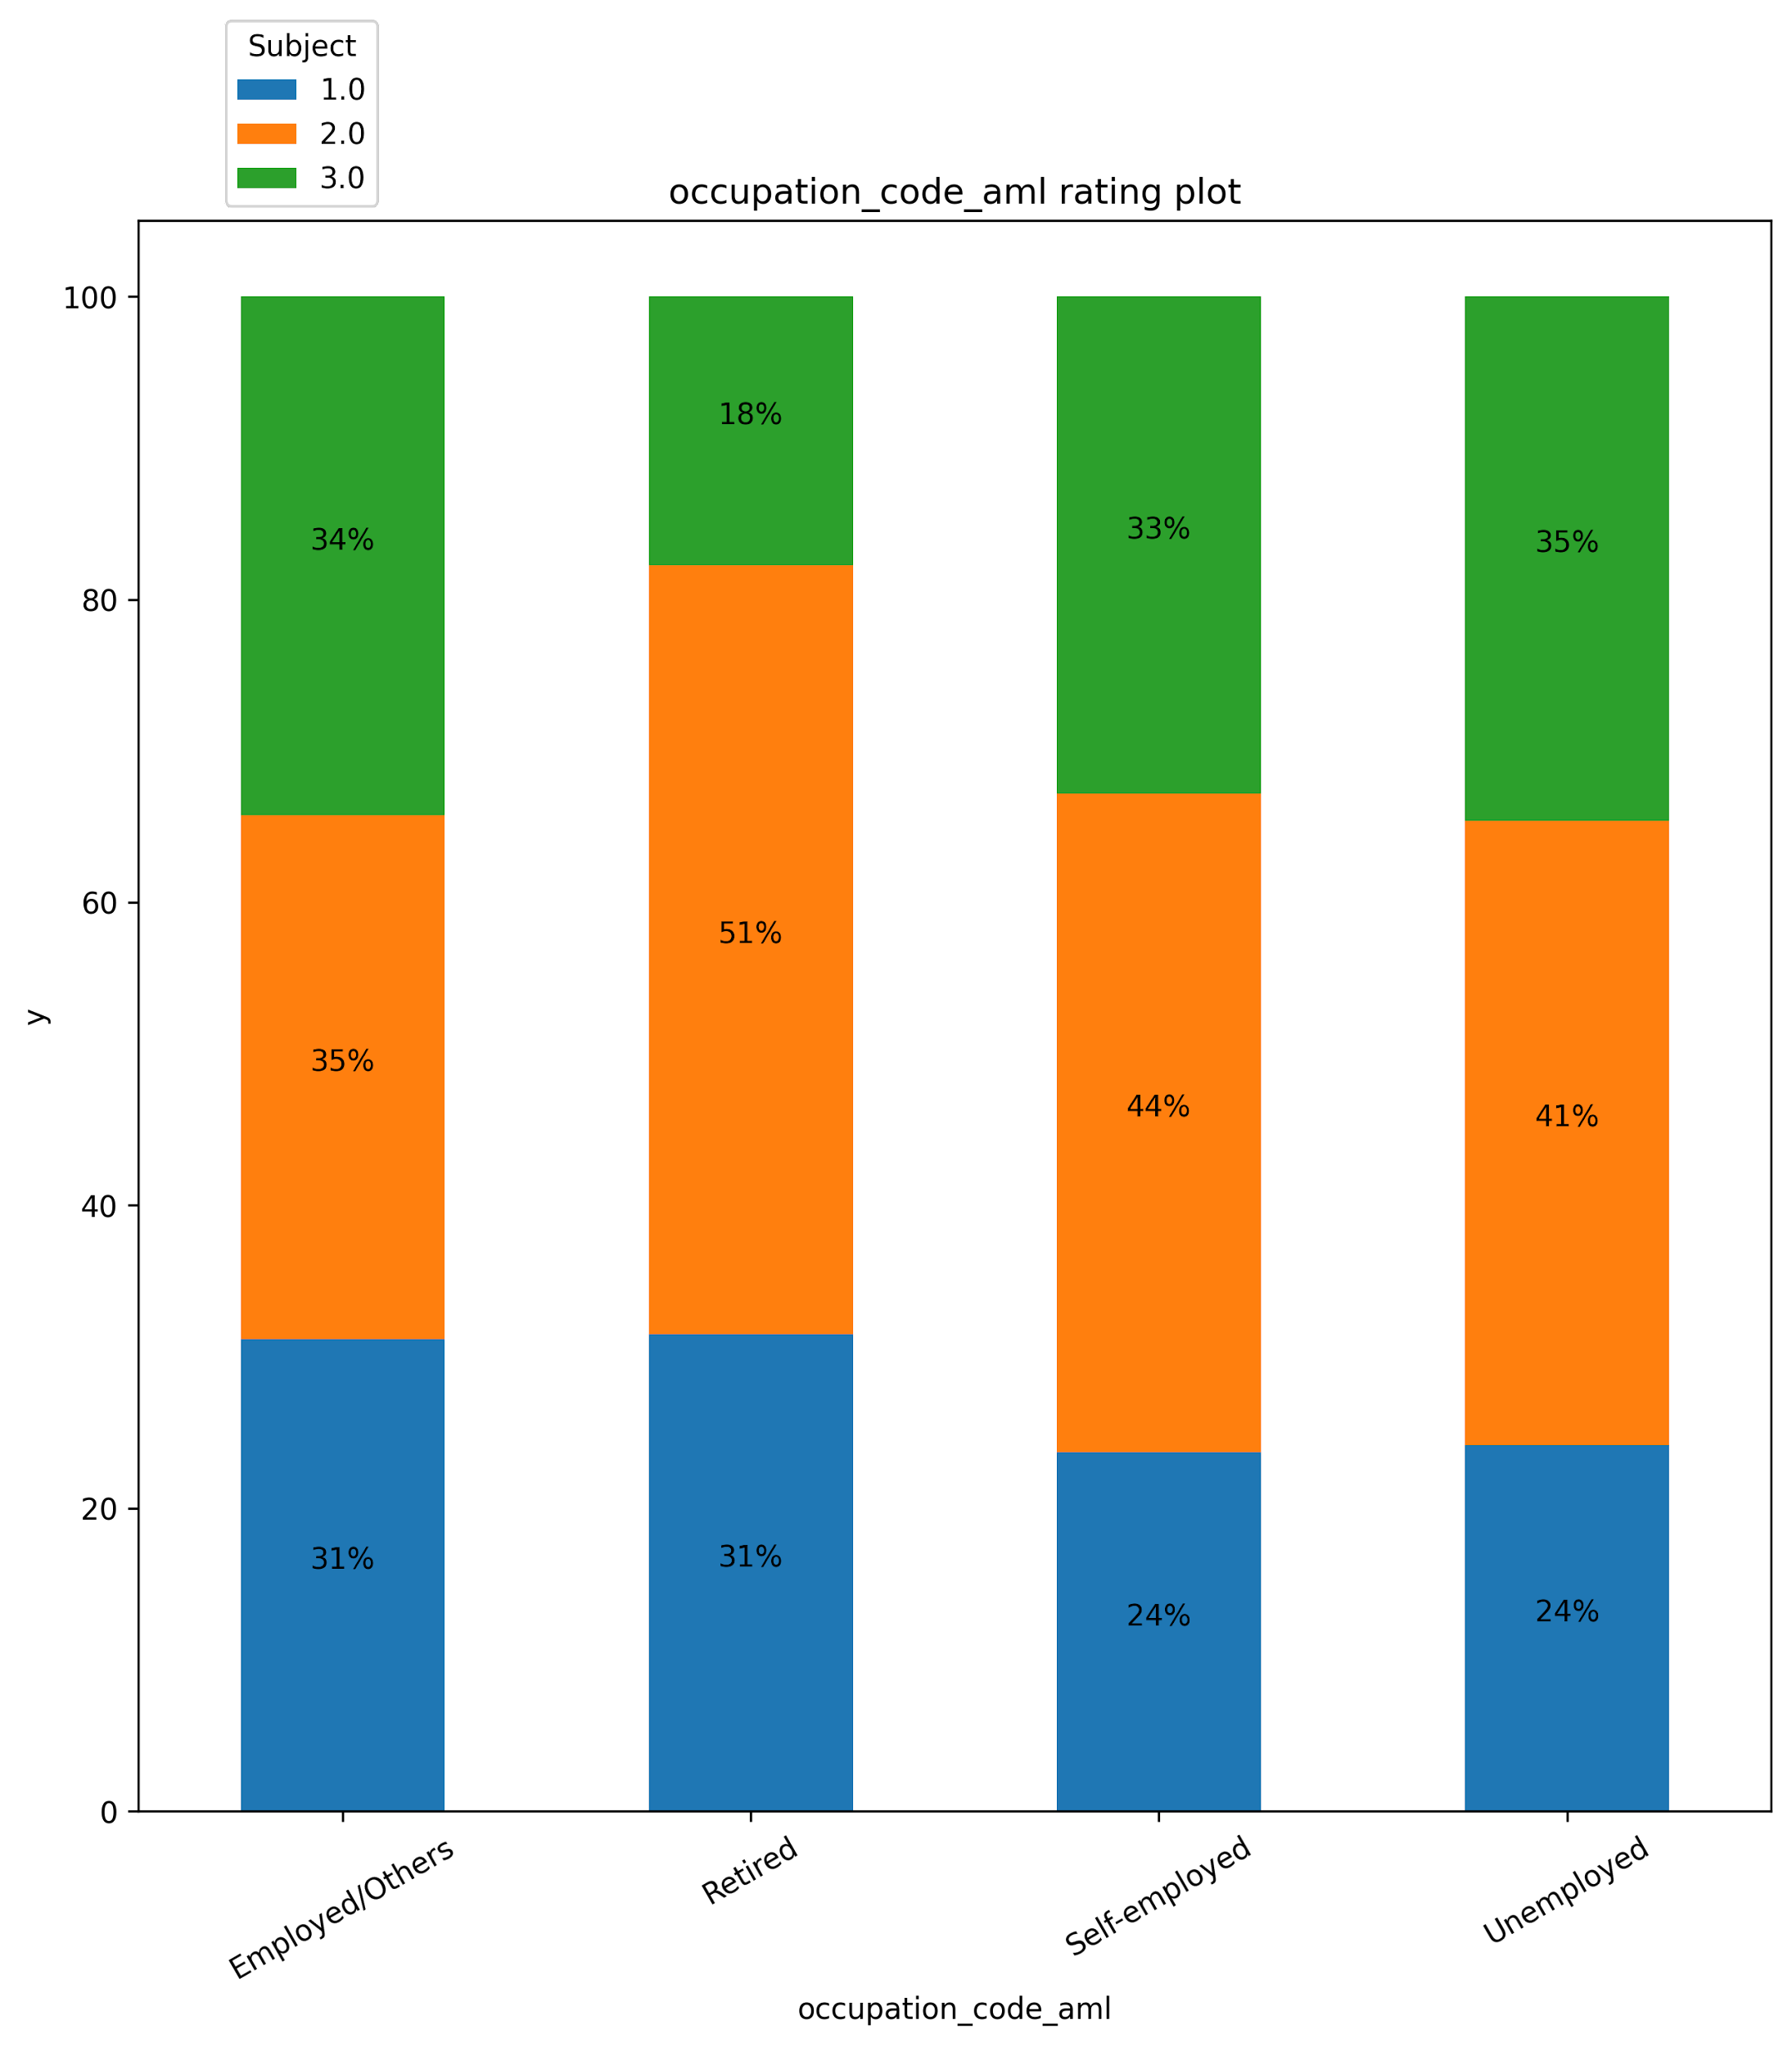 Subject
1.0
2.0
3.0
occupation_code_aml rating plot
100
80
60
40
20
0
y
34%
18%
33%
35%
35%
51%
44%
41%
31%
31%
24%
24%
Employed/Others
Retired
Self-employed
Unemployed
occupation_code_aml